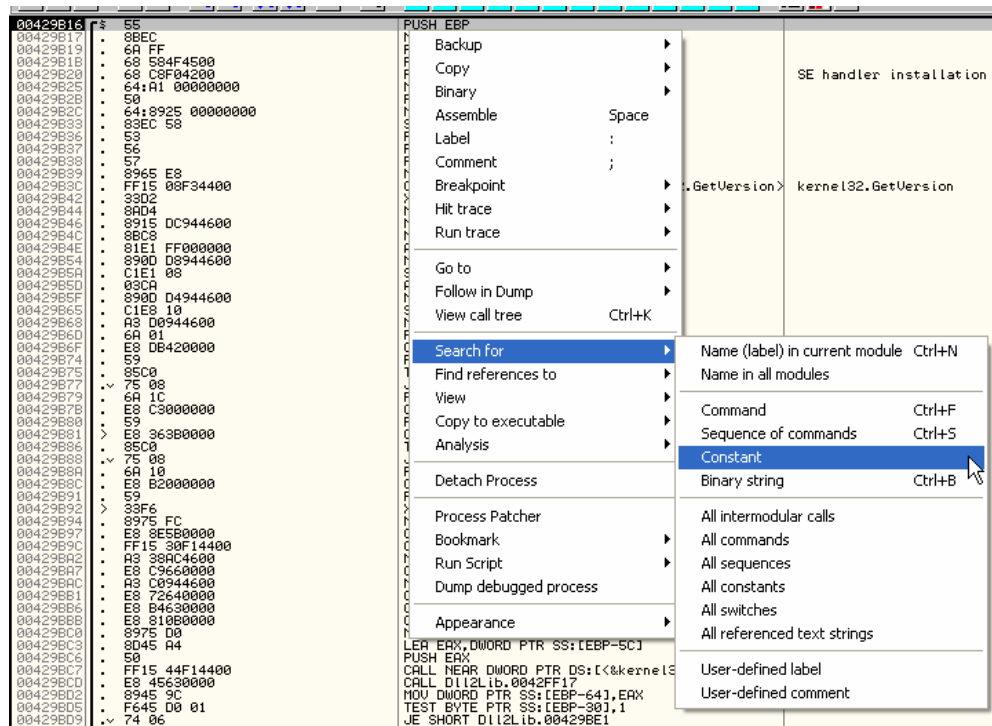 00429B16 $ 55 PUSH EBP
00429B17 . 8BEC
00429B19 . 6A FF
00429B1B . 68 584F4500
00429B20 . 68 C8F04200 SE handler installation
00429B25 . 64:A1 00000000
00429B2B . 50
00429B2C . 64:8925 00000000
00429B33 . 83EC 58
00429B36 . 53
00429B37 . 56
00429B38 . 57
00429B39 . 8965 E8
00429B3C . FF15 08F34400 .GetVersion> kernel32.GetVersion
00429B42 . 33D2
00429B44 . 8AD4
00429B46 . 8915 DC944600
00429B4C . 8BC8
00429B4E . 81E1 FF000000
00429B54 . 890D D8944600
00429B5A . C1E1 08
00429B5D . 03CA
00429B5F . 890D D4944600
00429B65 . C1E8 10
00429B68 . A3 D0944600
00429B6D . 6A 01
00429B6F . E8 DB420000
00429B74 . 59
00429B75 . 85C0
00429B77 .v 75 08
00429B79 . 6A 1C
00429B7B . E8 C3000000
00429B80 . 59
00429B81 > E8 363B0000
00429B86 . 85C0
00429B88 .v 75 08
00429B8A . 6A 10
00429B8C . E8 B2000000
00429B91 . 59
00429B92 > 33F6
00429B94 . 8975 FC
00429B97 . E8 8E5B0000
00429B9C . FF15 30F14400
00429BA2 . A3 38AC4600
00429BA7 . E8 C9660000
00429BAC . A3 C0944600
00429BB1 . E8 72640000
00429BB6 . E8 B4630000
00429BBB . E8 810B0000
00429BC0 . 8975 D0
00429BC3 . 8D45 A4 LEA EAX,DWORD PTR SS:[EBP-5C]
00429BC6 . 50 PUSH EAX
00429BC7 . FF15 44F14400 CALL NEAR DWORD PTR DS:[<&kernel3
00429BCD . E8 45630000 CALL Dll2Lib.0042FF17
00429BD2 . 8945 9C MOV DWORD PTR SS:[EBP-64],EAX
00429BD5 . F645 D0 01 TEST BYTE PTR SS:[EBP-30],1
00429BD9 .v 74 06 JE SHORT Dll2Lib.00429BE1
Backup
Copy
Binary
Assemble Space
Label :
Comment ;
Breakpoint
Hit trace
Run trace
Go to
Follow in Dump
View call tree Ctrl+K
Search for
Find references to
View
Copy to executable
Analysis
Detach Process
Process Patcher
Bookmark
Run Script
Dump debugged process
Appearance
Name (label) in current module Ctrl+N
Name in all modules
Command Ctrl+F
Sequence of commands Ctrl+S
Constant
Binary string Ctrl+B
All intermodular calls
All commands
All sequences
All constants
All switches
All referenced text strings
User-defined label
User-defined comment